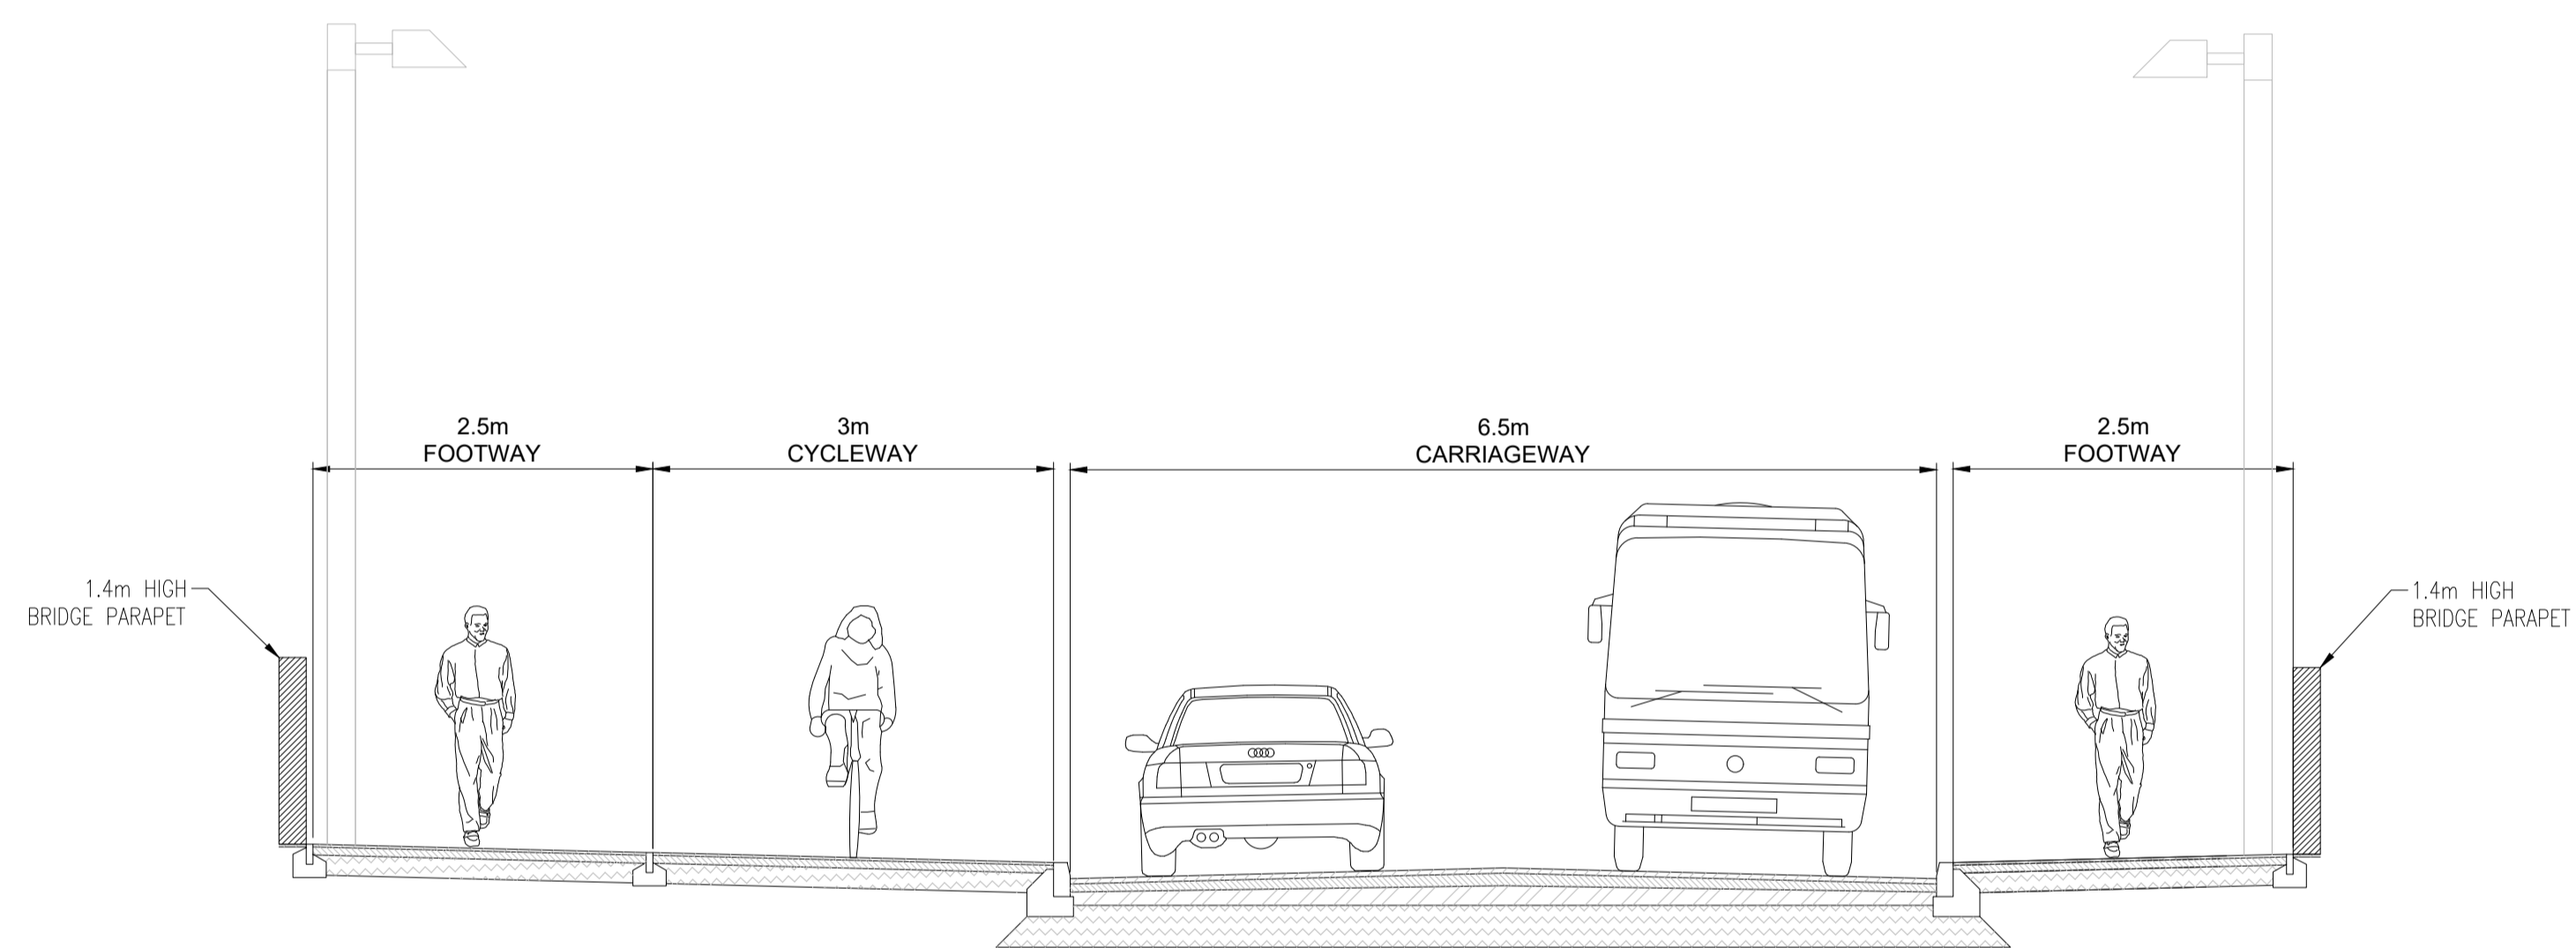 2.5m
FOOTWAY
3m
CYCLEWAY
6.5m
CARRIAGEWAY
2.5m
FOOTWAY
1.4m HIGH
BRIDGE PARAPET
1.4m HIGH
BRIDGE PARAPET